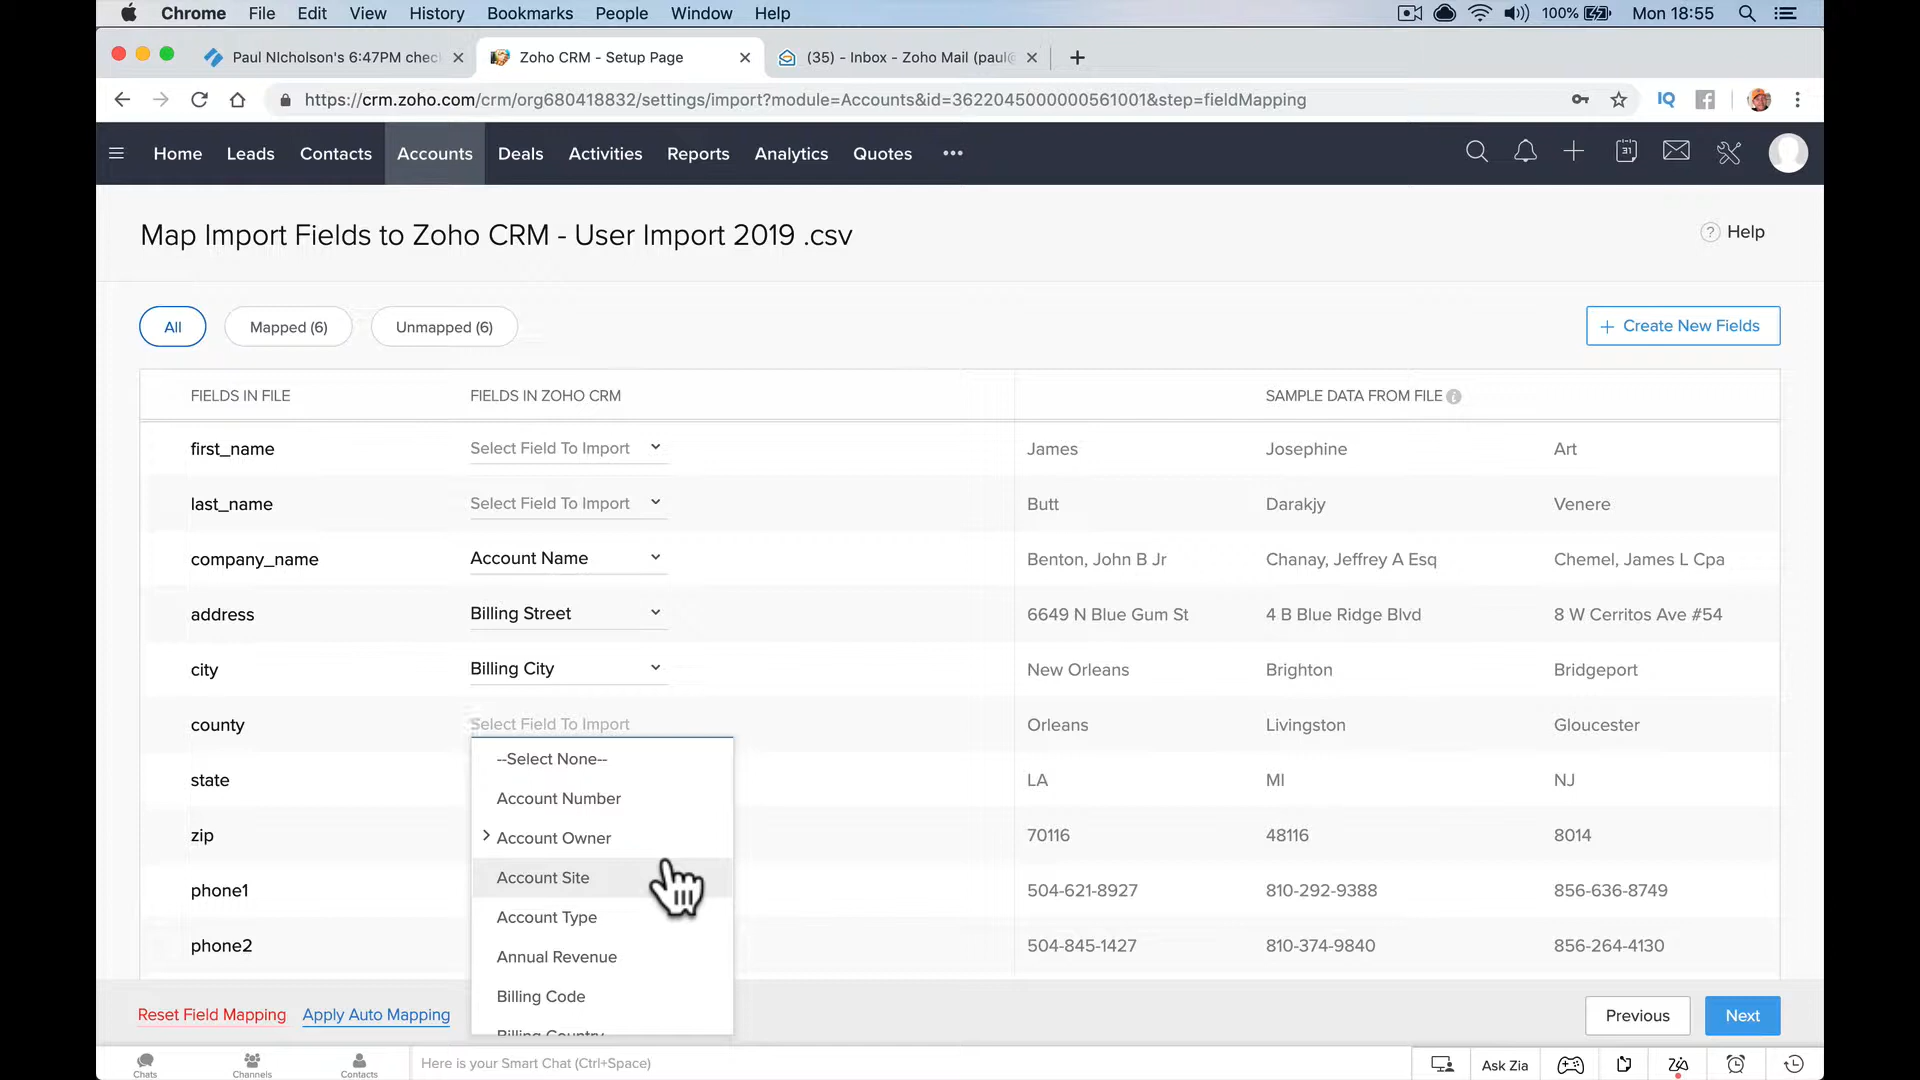 Chrome File Edit View History Bookmarks People Window Help 100% Mon 18:55
Paul NIcholson's 6:47PM chec Zoho CRM - Setup Page (35) - Inbox - Zoho Mail (paul@
https://crm.zoho.com/crm/org680418832/settings/import?module=Accounts&id=3622045000000561001&step=fieldMapping IQ
Home Leads Contacts Accounts Deals Activities Reports Analytics Quotes ••• 31
Map Import Fields to Zoho CRM - User Import 2019 .csv ? Help
All Mapped (6) Unmapped (6) + Create New Fields
FIELDS IN FILE FIELDS IN ZOHO CRM SAMPLE DATA FROM FILE i
first_name Select Field To Import James Josephine Art
last_name Select Field To Import Butt Darakjy Venere
company_name Account Name Benton, John B Jr Chanay, Jeffrey A Esq Chemel, James L Cpa
address Billing Street 6649 N Blue Gum St 4 B Blue Ridge Blvd 8 W Cerritos Ave #54
city Billing City New Orleans Brighton Bridgeport
county Select Field To Import Orleans Livingston Gloucester
--Select None--
state LA MI NJ
Account Number
zip Account Owner 70116 48116 8014
Account Site
phone1 504-621-8927 810-292-9388 856-636-8749
Account Type
phone2 504-845-1427 810-374-9840 856-264-4130
Annual Revenue
Billing Code
Billing Country
Reset Field Mapping Apply Auto Mapping Previous Next
Chats Channels Contacts Here is your Smart Chat (Ctrl+Space) Ask Zia